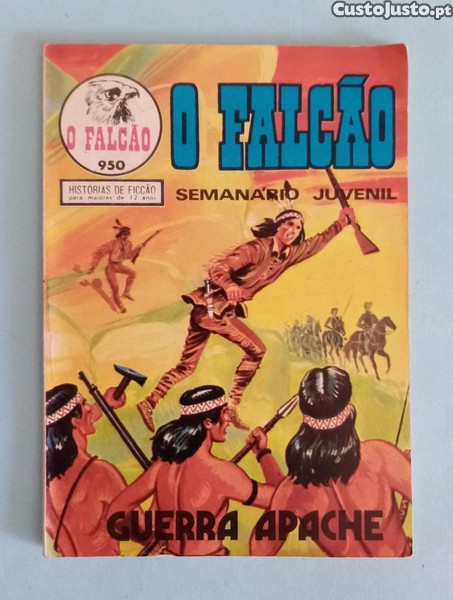 CustoJusto.pt
O FALCÃO
950
HISTÓRIAS DE FICÇÃO
para maiores de 12 anos
O FALCÃO
SEMANÁRIO JUVENIL
GUERRA APACHE